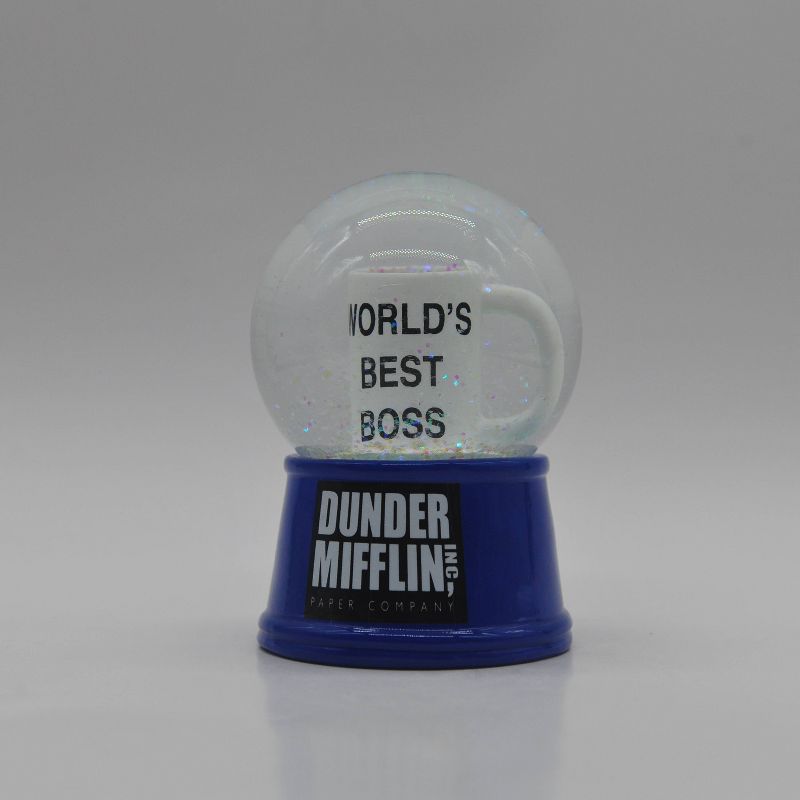 WORLD'S
BEST
BOSS
DUNDER
MIFFLIN, INC
PAPER COMPANY